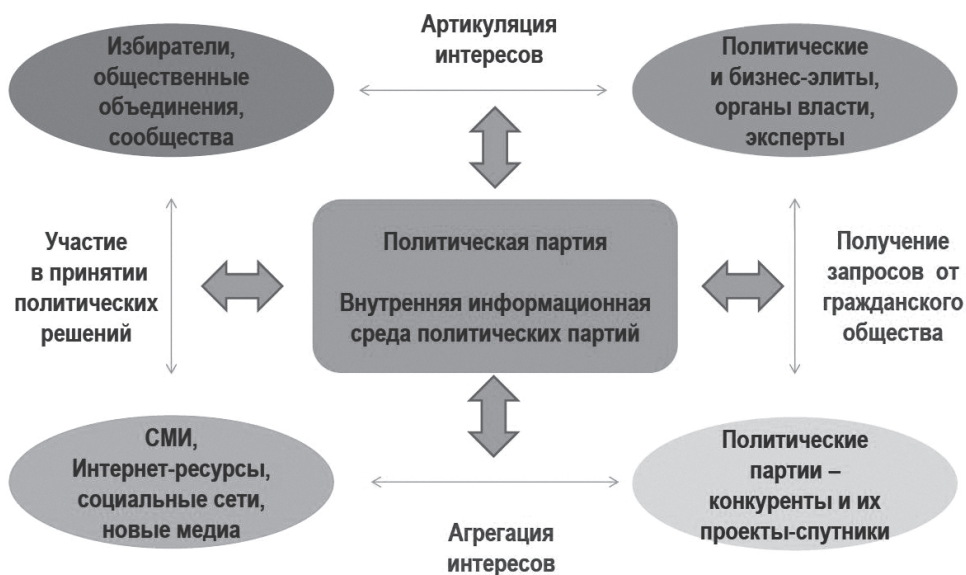 Артикуляция
интересов
Избиратели,
общественные
объединения,
сообщества
Политические
и бизнес-элиты,
органы власти,
эксперты
Участие
в принятии
политических
решений
Политическая партия
Внутренняя информационная
среда политических партий
Получение
запросов от
гражданского
общества
СМИ,
Интернет-ресурсы,
социальные сети,
новые медиа
Политические
партии –
конкуренты и их
проекты-спутники
Агрегация
интересов